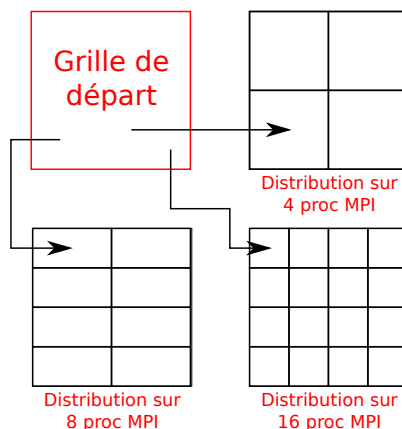 Grille de
départ
Distribution sur
4 proc MPI
Distribution sur
8 proc MPI
Distribution sur
16 proc MPI